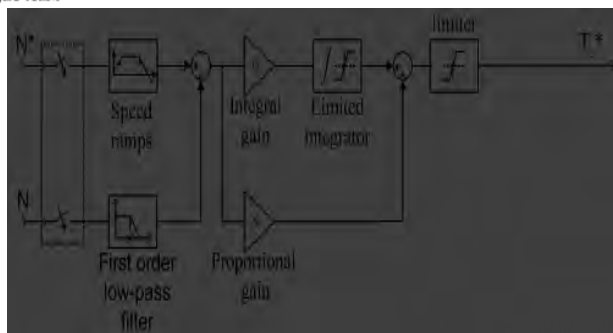 limiter
N*
T*
Speed
ramps
Integral
gain
Limited
integrator
N
First order
low-pass
filter
Proportional
gain